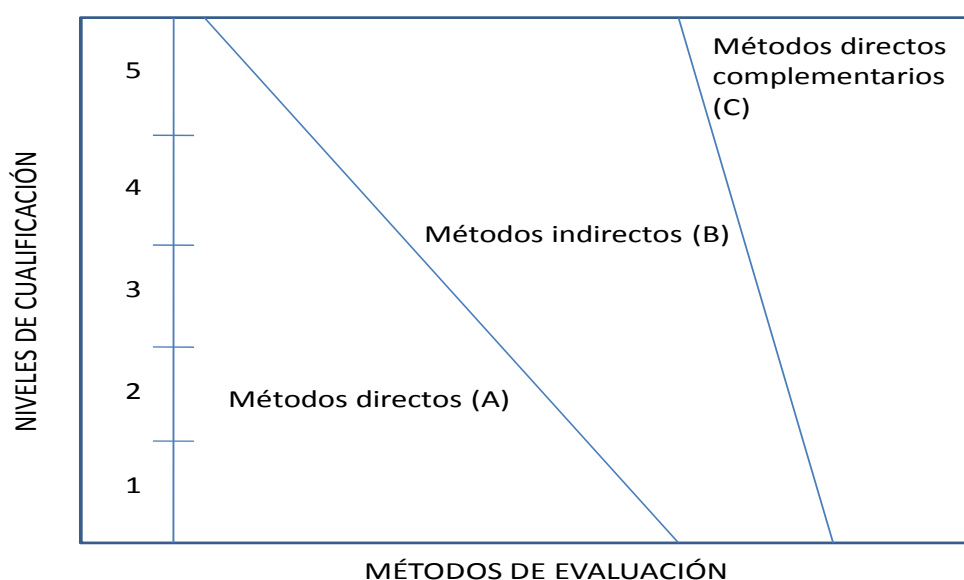 NIVELES DE CUALIFICACIÓN
5
4
3
2
1
Métodos directos
complementarios
(C)
Métodos indirectos (B)
Métodos directos (A)
MÉTODOS DE EVALUACIÓN